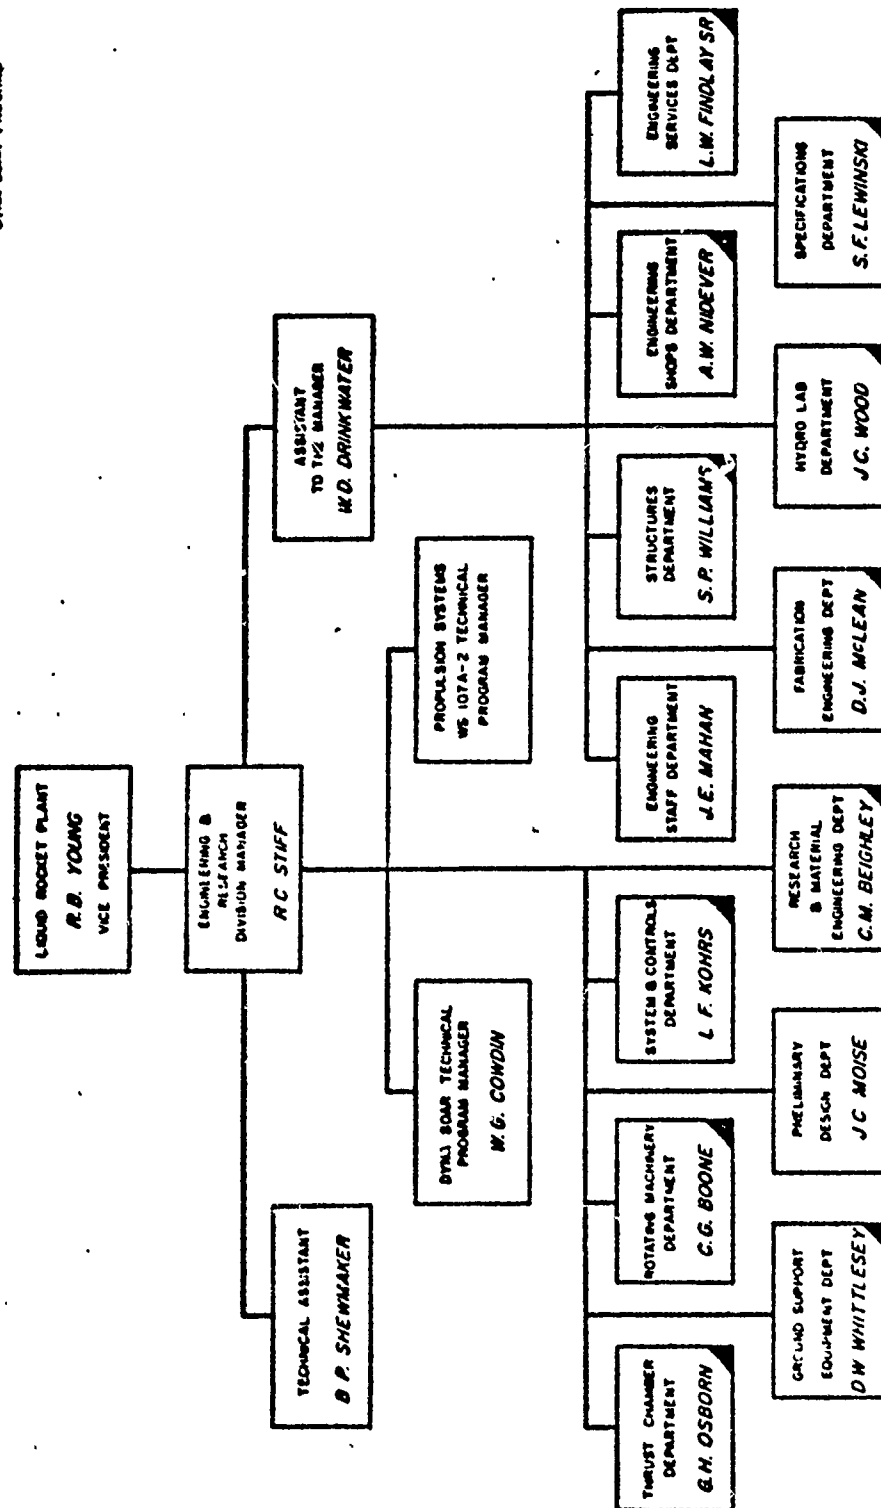 LIQUID ROCKET PLANT
R.B. YOUNG
VICE PRESIDENT
ENGINEERING &
RESEARCH
DIVISION MANAGER
R C STIFF
TECHNICAL ASSISTANT
B P. SHEWMAKER
ASSISTANT
TO THE MANAGER
W.D. DRINKWATER
DYNA SOAR TECHNICAL
PROGRAM MANAGER
W. G. COWDIN
PROPULSION SYSTEMS
WS 107A-2 TECHNICAL
PROGRAM MANAGER
THRUST CHAMBER
DEPARTMENT
G.H. OSBORN
ROTATING MACHINERY
DEPARTMENT
C.G. BOONE
SYSTEM & CONTROLS
DEPARTMENT
L F. KOHRS
ENGINEERING
STAFF DEPARTMENT
J.E. MAHAN
STRUCTURES
DEPARTMENT
S.P. WILLIAMS
ENGINEERING
SHOPS DEPARTMENT
A.W. NIDEVER
ENGINEERING
SERVICES DEPT
L.W. FINDLAY SR
GROUND SUPPORT
EQUIPMENT DEPT
D W WHITTLESEY
PRELIMINARY
DESIGN DEPT
J C MOISE
RESEARCH
& MATERIAL
ENGINEERING DEPT
C.M. BEIGHLEY
FABRICATION
ENGINEERING DEPT
D.J. McLEAN
HYDRO LAB
DEPARTMENT
J C. WOOD
SPECIFICATIONS
DEPARTMENT
S.F. LEWINSKI